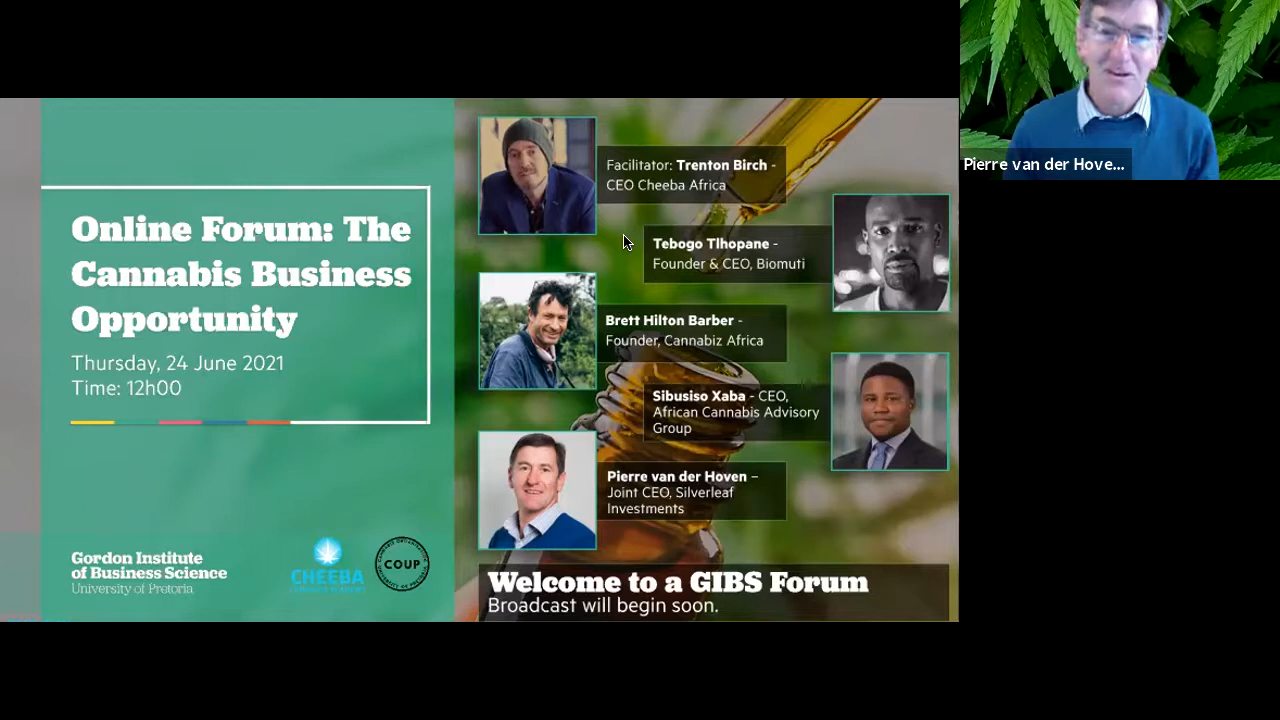 Online Forum: The
Cannabis Business
Opportunity
Thursday, 24 June 2021
Time: 12h00
Gordon Institute
of Business Science
University of Pretoria
CHEEBA
COUP
Facilitator: Trenton Birch -
CEO Cheeba Africa
Tebogo Tlhopane -
Founder & CEO, Biomuti
Brett Hilton Barber -
Founder, Cannabiz Africa
Sibusiso Xaba - CEO,
African Cannabis Advisory
Group
Pierre van der Hoven –
Joint CEO, Silverleaf
Investments
Welcome to a GIBS Forum
Broadcast will begin soon.
Pierre van der Hove...